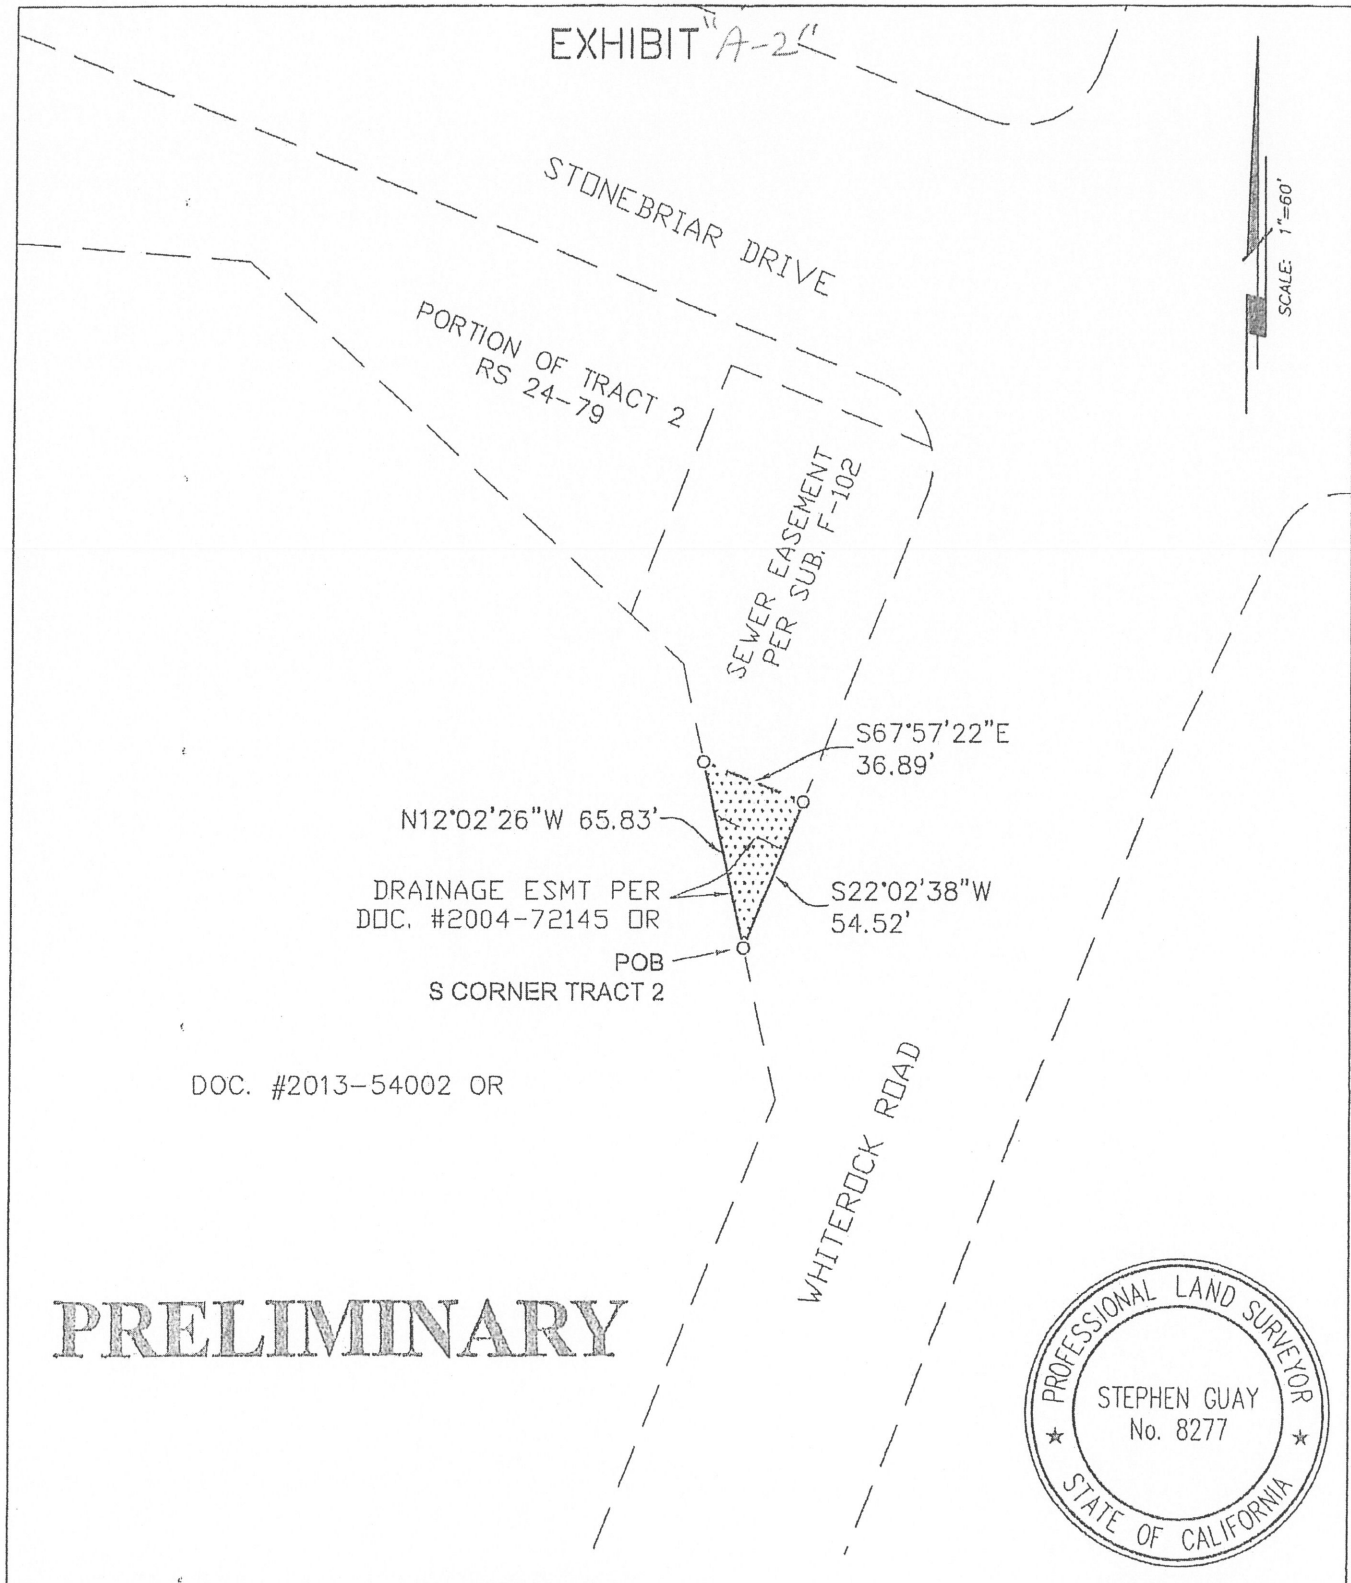 EXHIBIT "A-2"
STONEBRIAR DRIVE
SCALE: 1"=60'
PORTION OF TRACT 2
RS 24-79
SEWER EASEMENT
PER SUB. F-102
S67°57'22"E
36.89'
N12°02'26"W 65.83'
DRAINAGE ESMT PER
DOC. #2004-72145 OR
S22°02'38"W
54.52'
POB
S CORNER TRACT 2
DOC. #2013-54002 OR
WHITEROCK ROAD
PRELIMINARY
PROFESSIONAL LAND SURVEYOR
STEPHEN GUAY
No. 8277
STATE OF CALIFORNIA